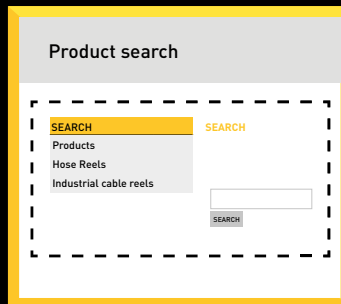 Product search
SEARCH
Products
Hose Reels
Industrial cable reels
SEARCH
SEARCH